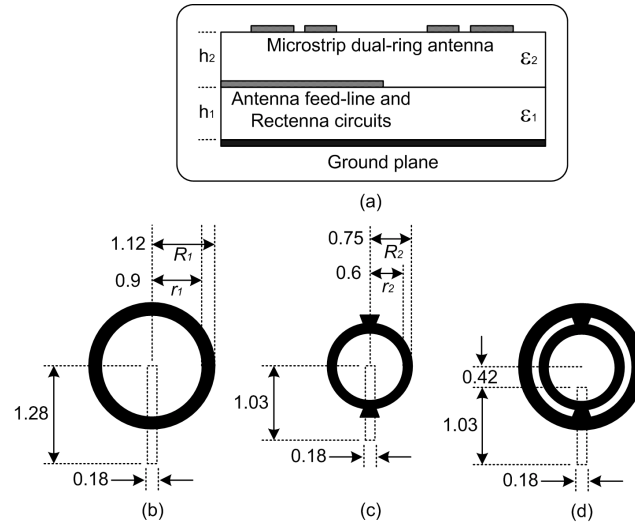 h₂
Microstrip dual-ring antenna
ε₂
h₁
Antenna feed-line and
Rectenna circuits
ε₁
Ground plane
(a)
1.12
R₁
0.9
r₁
1.28
0.18
(b)
0.75
R₂
0.6
r₂
1.03
0.18
(c)
0.42
1.03
0.18
(d)